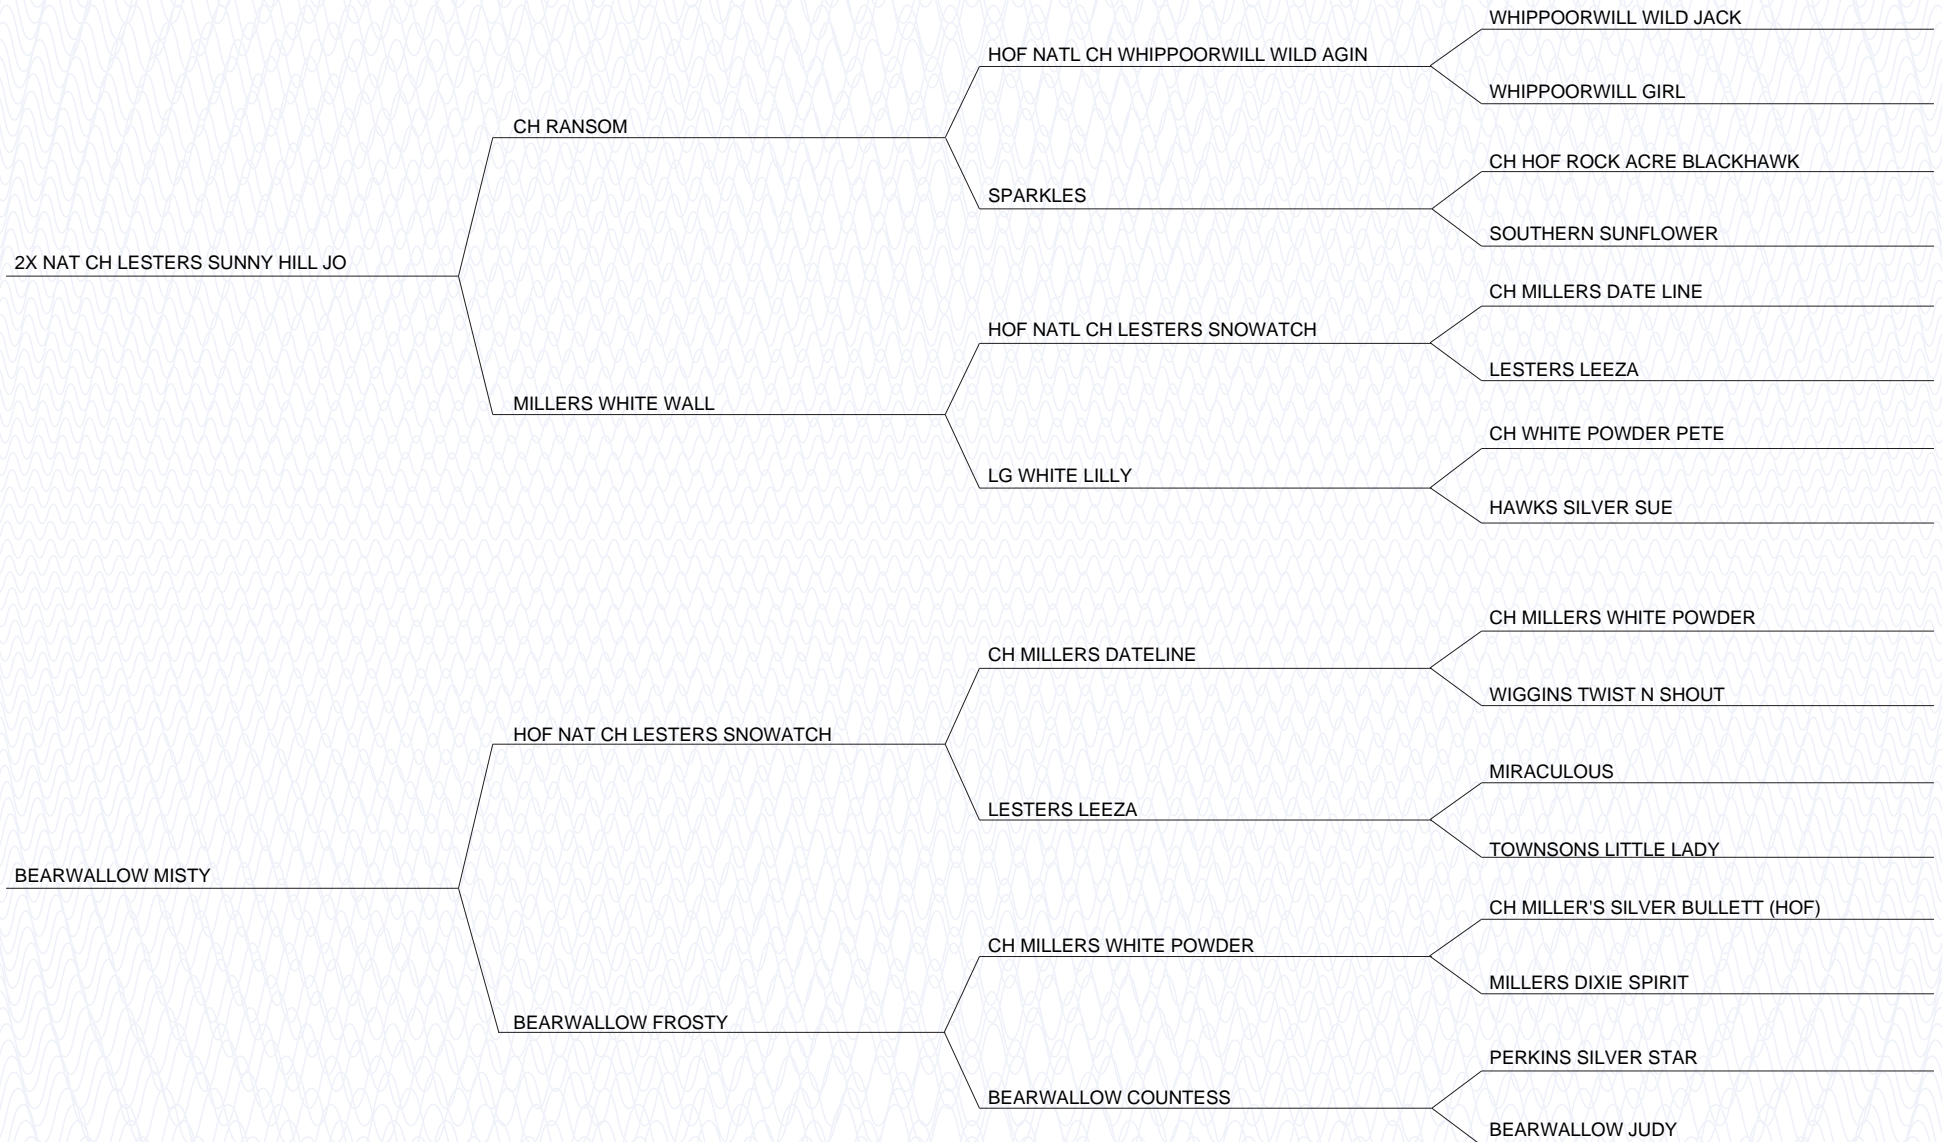 WHIPPOORWILL WILD JACK
HOF NATL CH WHIPPOORWILL WILD AGIN
WHIPPOORWILL GIRL
CH RANSOM
CH HOF ROCK ACRE BLACKHAWK
SPARKLES
SOUTHERN SUNFLOWER
2X NAT CH LESTERS SUNNY HILL JO
CH MILLERS DATE LINE
HOF NATL CH LESTERS SNOWATCH
LESTERS LEEZA
MILLERS WHITE WALL
CH WHITE POWDER PETE
LG WHITE LILLY
HAWKS SILVER SUE
CH MILLERS WHITE POWDER
CH MILLERS DATELINE
WIGGINS TWIST N SHOUT
HOF NAT CH LESTERS SNOWATCH
MIRACULOUS
LESTERS LEEZA
TOWNSONS LITTLE LADY
BEARWALLOW MISTY
CH MILLER'S SILVER BULLETT (HOF)
CH MILLERS WHITE POWDER
MILLERS DIXIE SPIRIT
BEARWALLOW FROSTY
PERKINS SILVER STAR
BEARWALLOW COUNTESS
BEARWALLOW JUDY